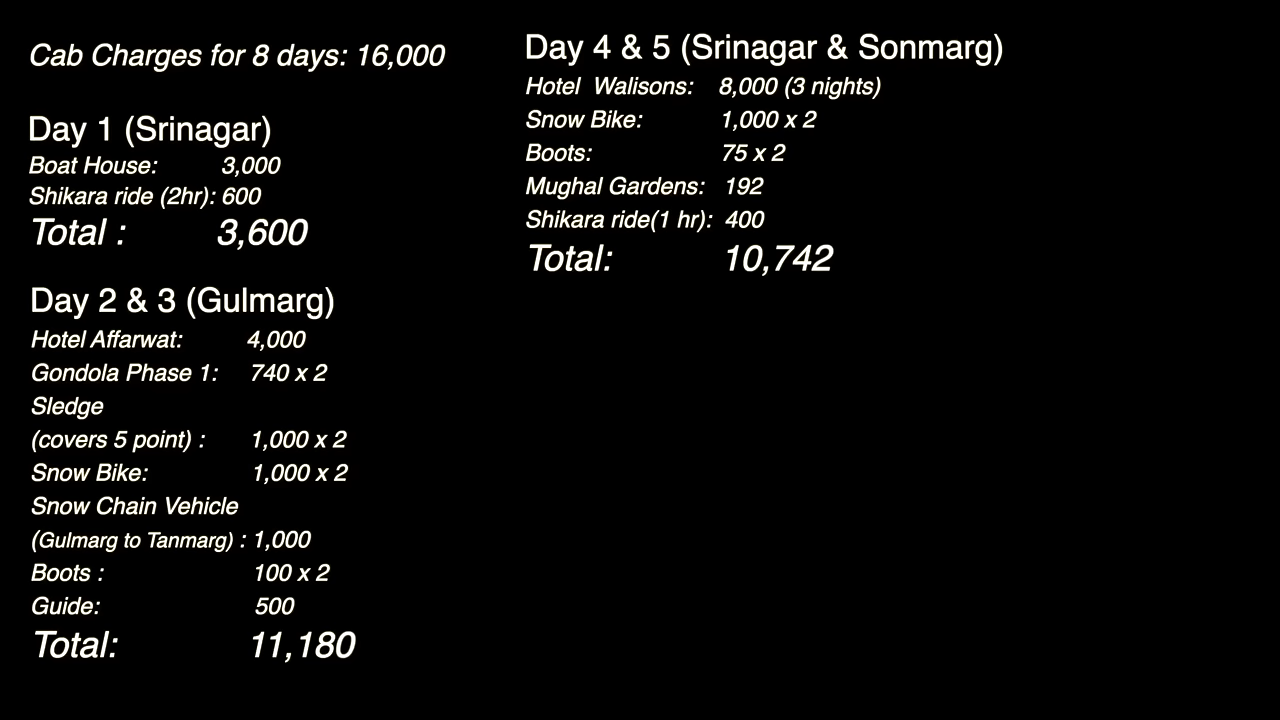 Cab Charges for 8 days: 16,000
Day 1 (Srinagar)
Boat House: 3,000
Shikara ride (2hr): 600
Total : 3,600
Day 2 & 3 (Gulmarg)
Hotel Affarwat: 4,000
Gondola Phase 1: 740 x 2
Sledge
(covers 5 point) : 1,000 x 2
Snow Bike: 1,000 x 2
Snow Chain Vehicle
(Gulmarg to Tanmarg) : 1,000
Boots : 100 x 2
Guide: 500
Total: 11,180
Day 4 & 5 (Srinagar & Sonmarg)
Hotel Walisons: 8,000 (3 nights)
Snow Bike: 1,000 x 2
Boots: 75 x 2
Mughal Gardens: 192
Shikara ride(1 hr): 400
Total: 10,742